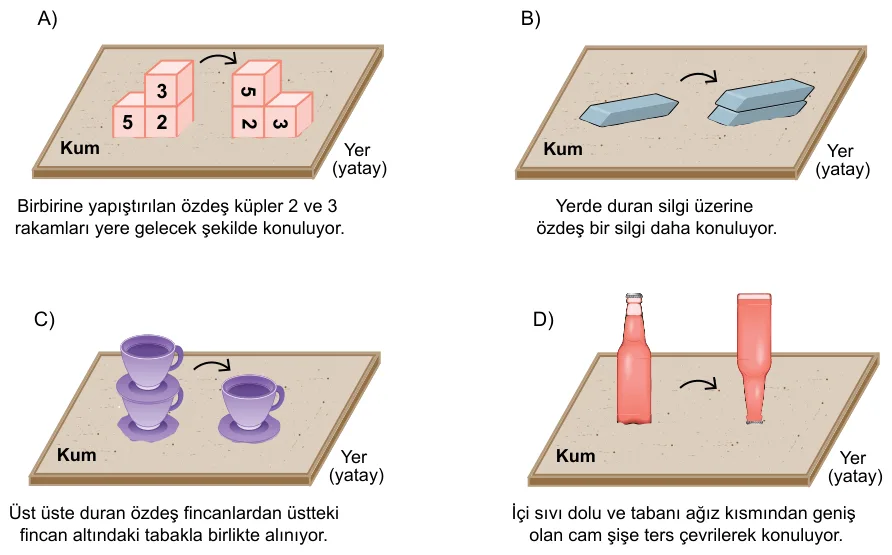 A)
3
5 2
5
2 3
Kum
Yer
(yatay)
Birbirine yapıştırılan özdeş küpler 2 ve 3
rakamları yere gelecek şekilde konuluyor.
B)
Kum
Yer
(yatay)
Yerde duran silgi üzerine
özdeş bir silgi daha konuluyor.
C)
Kum
Yer
(yatay)
Üst üste duran özdeş fincanlardan üstteki
fincan altındaki tabakla birlikte alınıyor.
D)
Kum
Yer
(yatay)
İçi sıvı dolu ve tabanı ağız kısmından geniş
olan cam şişe ters çevrilerek konuluyor.